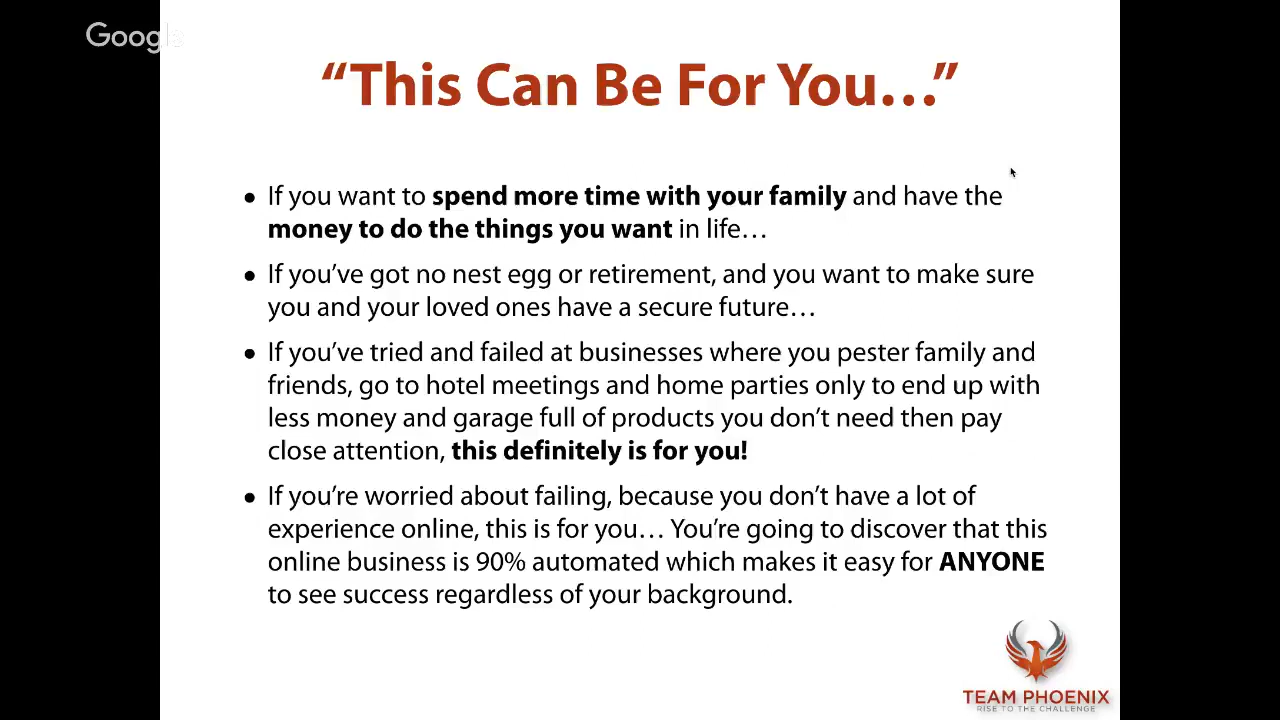 Google
“This Can Be For You…”
• If you want to spend more time with your family and have the
money to do the things you want in life…
• If you’ve got no nest egg or retirement, and you want to make sure
you and your loved ones have a secure future…
• If you’ve tried and failed at businesses where you pester family and
friends, go to hotel meetings and home parties only to end up with
less money and garage full of products you don’t need then pay
close attention, this definitely is for you!
• If you’re worried about failing, because you don’t have a lot of
experience online, this is for you… You’re going to discover that this
online business is 90% automated which makes it easy for ANYONE
to see success regardless of your background.
TEAM PHOENIX
RISE TO THE CHALLENGE